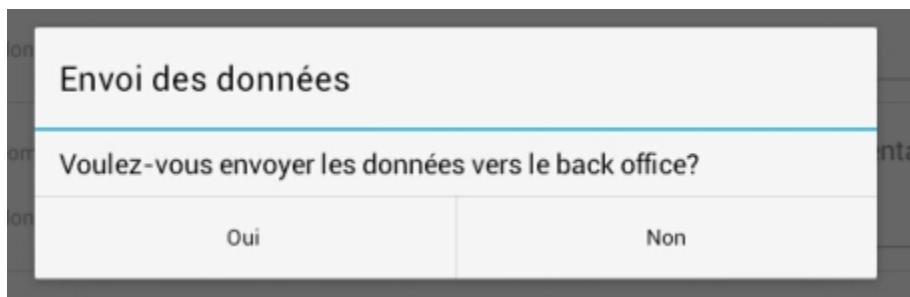 Envoi des données
Voulez-vous envoyer les données vers le back office?
Oui
Non